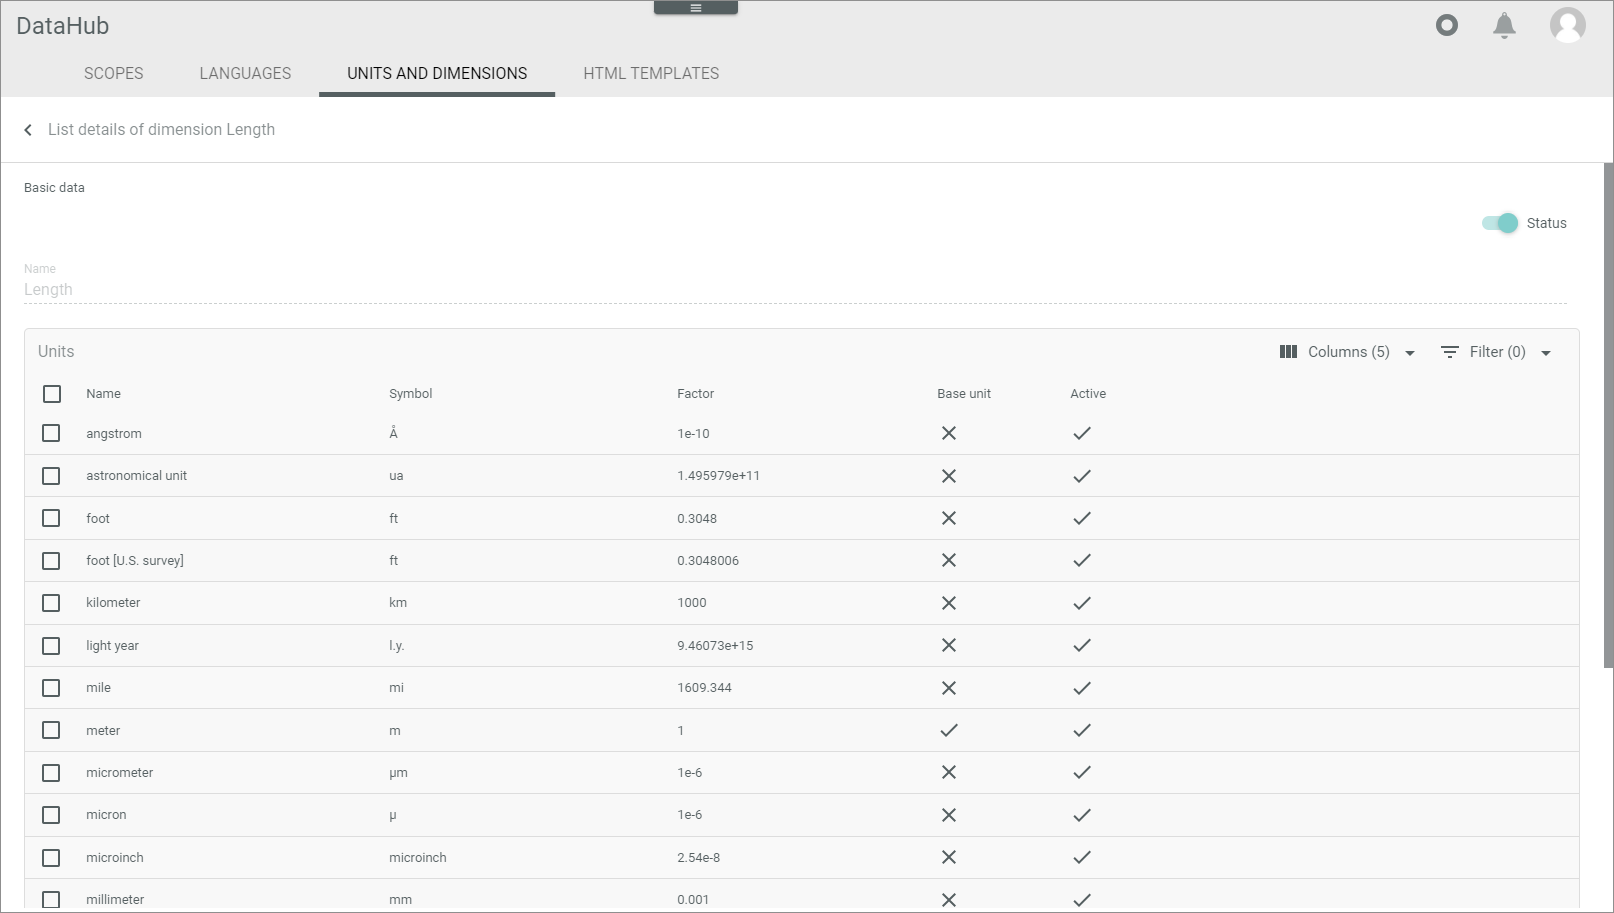 DataHub
SCOPES LANGUAGES UNITS AND DIMENSIONS HTML TEMPLATES
List details of dimension Length
Basic data
Status
Name
Length
Units Columns (5) Filter (0)
Name Symbol Factor Base unit Active
angstrom Å 1e-10
astronomical unit ua 1.495979e+11
foot ft 0.3048
foot [U.S. survey] ft 0.3048006
kilometer km 1000
light year l.y. 9.46073e+15
mile mi 1609.344
meter m 1
micrometer µm 1e-6
micron µ 1e-6
microinch microinch 2.54e-8
millimeter mm 0.001